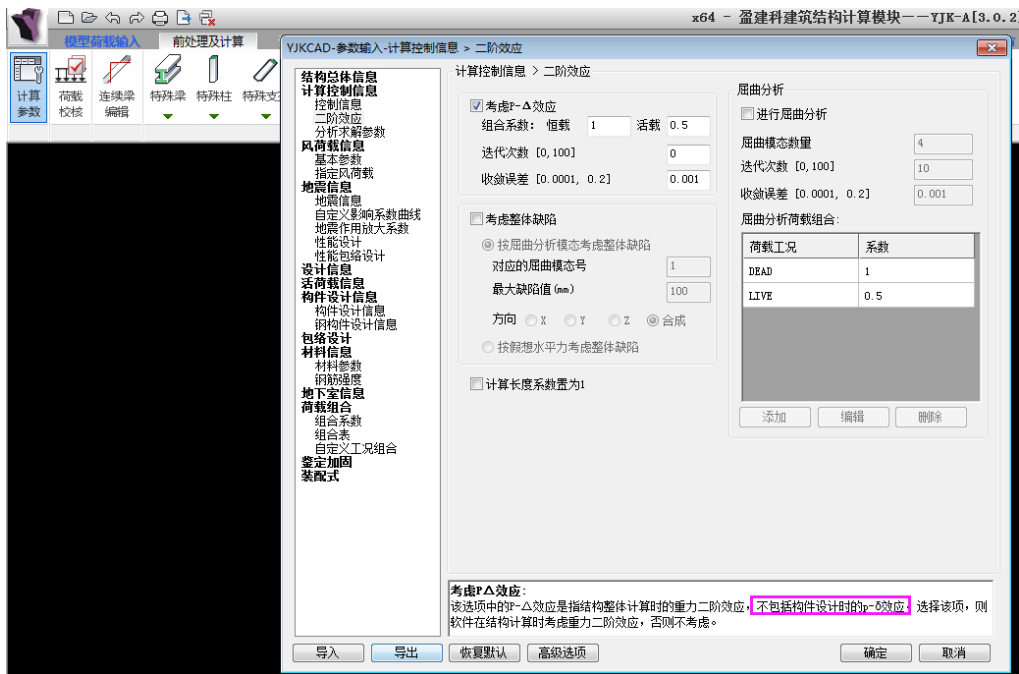 x64 - 盈建科建筑结构计算模块——YJK-A[3.0.2
模型荷载输入
前处理及计算
计算
参数
荷载
校核
连续梁
编辑
特殊梁
特殊柱
特殊支
YJKCAD-参数输入-计算控制信息 > 二阶效应
结构总体信息
计算控制信息
控制信息
二阶效应
分析求解参数
风荷载信息
基本参数
指定风荷载
地震信息
地震信息
自定义影响系数曲线
地震作用放大系数
性能设计
性能包络设计
设计信息
活荷载信息
构件设计信息
构件设计信息
钢构件设计信息
包络设计
材料信息
材料参数
钢筋强度
地下室信息
荷载组合
组合系数
组合表
自定义工况组合
鉴定加固
装配式
计算控制信息 > 二阶效应
考虑P-Δ效应
组合系数: 恒载 1 活载 0.5
迭代次数 [0,100] 0
收敛误差 [0.0001, 0.2] 0.001
考虑整体缺陷
按屈曲分析模态考虑整体缺陷
对应的屈曲模态号 1
最大缺陷值(mm) 100
方向 X Y Z 合成
按假想水平力考虑整体缺陷
计算长度系数置为1
屈曲分析
进行屈曲分析
屈曲模态数量 4
迭代次数 [0,100] 10
收敛误差 [0.0001, 0.2] 0.001
屈曲分析荷载组合:
荷载工况 系数
DEAD 1
LIVE 0.5
添加 编辑 删除
考虑PΔ效应:
该选项中的P-Δ效应是指结构整体计算时的重力二阶效应，不包括构件设计时的p-δ效应，选择该项，则
软件在结构计算时考虑重力二阶效应，否则不考虑。
导入 导出 恢复默认 高级选项 确定 取消